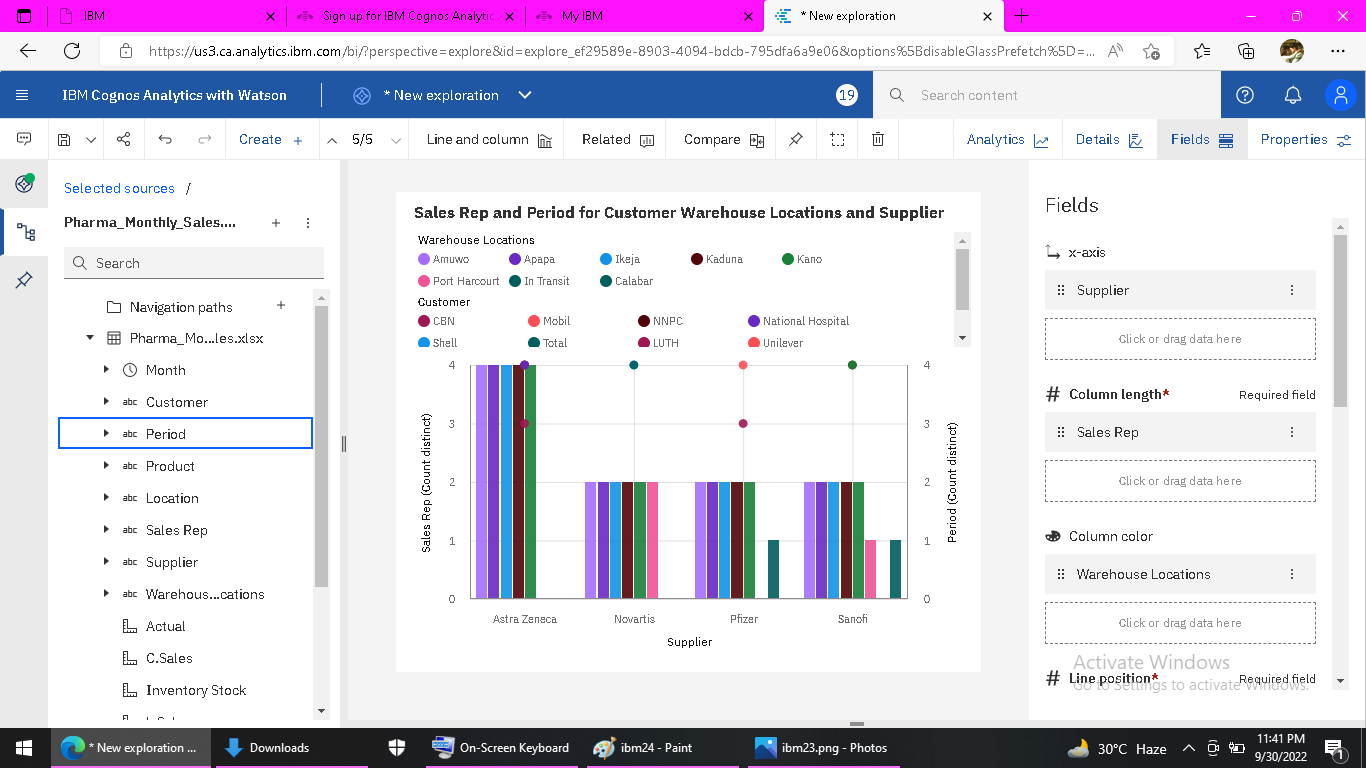 IBM
Sign up for IBM Cognos Analytic
My IBM
* New exploration
https://us3.ca.analytics.ibm.com/bi/?perspective=explore&id=explore_ef29589e-8903-4094-bdcb-795dfa6a9e06&options%5BdisableGlassPrefetch%5D=...
IBM Cognos Analytics with Watson
* New exploration
19
Search content
Create +
5/5
Line and column
Related
Compare
Analytics
Details
Fields
Properties
Selected sources /
Pharma_Monthly_Sales....
Search
Navigation paths
Pharma_Mo...les.xlsx
Month
abc Customer
abc Period
abc Product
abc Location
abc Sales Rep
abc Supplier
abc Warehous...cations
Actual
C.Sales
Inventory Stock
Sales Rep and Period for Customer Warehouse Locations and Supplier
Warehouse Locations
Amuwo Apapa Ikeja Kaduna Kano
Port Harcourt In Transit Calabar
Customer
CBN Mobil NNPC National Hospital
Shell Total LUTH Unilever
Sales Rep (Count distinct)
4
3
2
1
0
4
3
2
1
0
Period (Count distinct)
Astra Zeneca Novartis Pfizer Sanofi
Supplier
Fields
x-axis
Supplier
Click or drag data here
# Column length* Required field
Sales Rep
Click or drag data here
Column color
Warehouse Locations
Click or drag data here
# Line position* Required field
Activate Windows
Go to Settings to activate Windows.
* New exploration ...
Downloads
On-Screen Keyboard
ibm24 - Paint
ibm23.png - Photos
30°C Haze
11:41 PM
9/30/2022
1